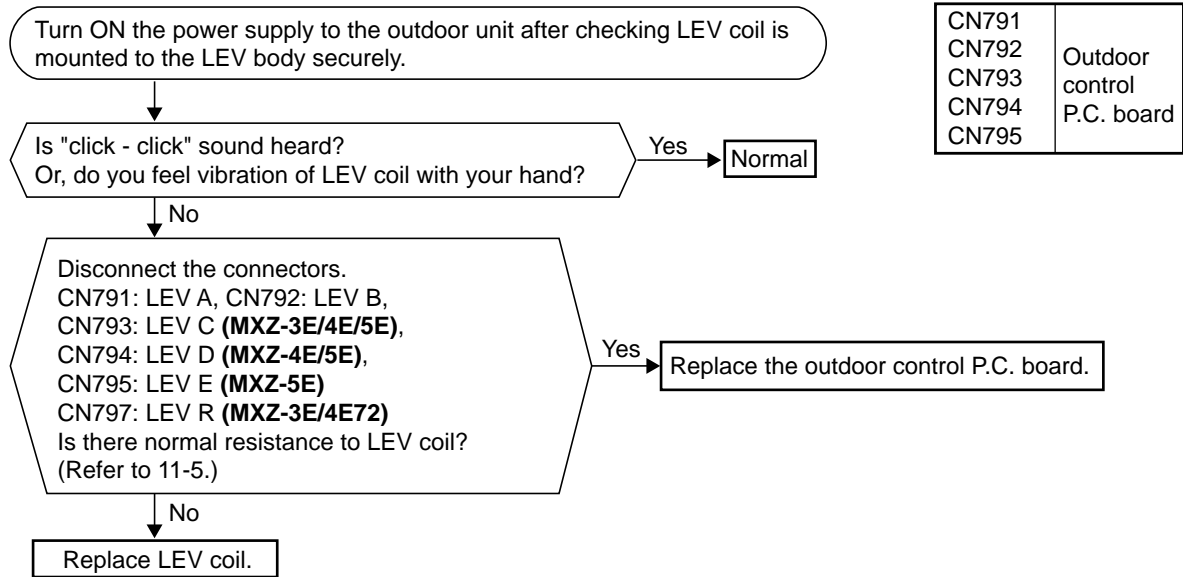 Turn ON the power supply to the outdoor unit after checking LEV coil is
mounted to the LEV body securely.
CN791
CN792
CN793
CN794
CN795
Outdoor
control
P.C. board
Is "click - click" sound heard?
Or, do you feel vibration of LEV coil with your hand?
Yes
Normal
No
Disconnect the connectors.
CN791: LEV A, CN792: LEV B,
CN793: LEV C (MXZ-3E/4E/5E),
CN794: LEV D (MXZ-4E/5E),
CN795: LEV E (MXZ-5E)
CN797: LEV R (MXZ-3E/4E72)
Is there normal resistance to LEV coil?
(Refer to 11-5.)
Yes
Replace the outdoor control P.C. board.
No
Replace LEV coil.